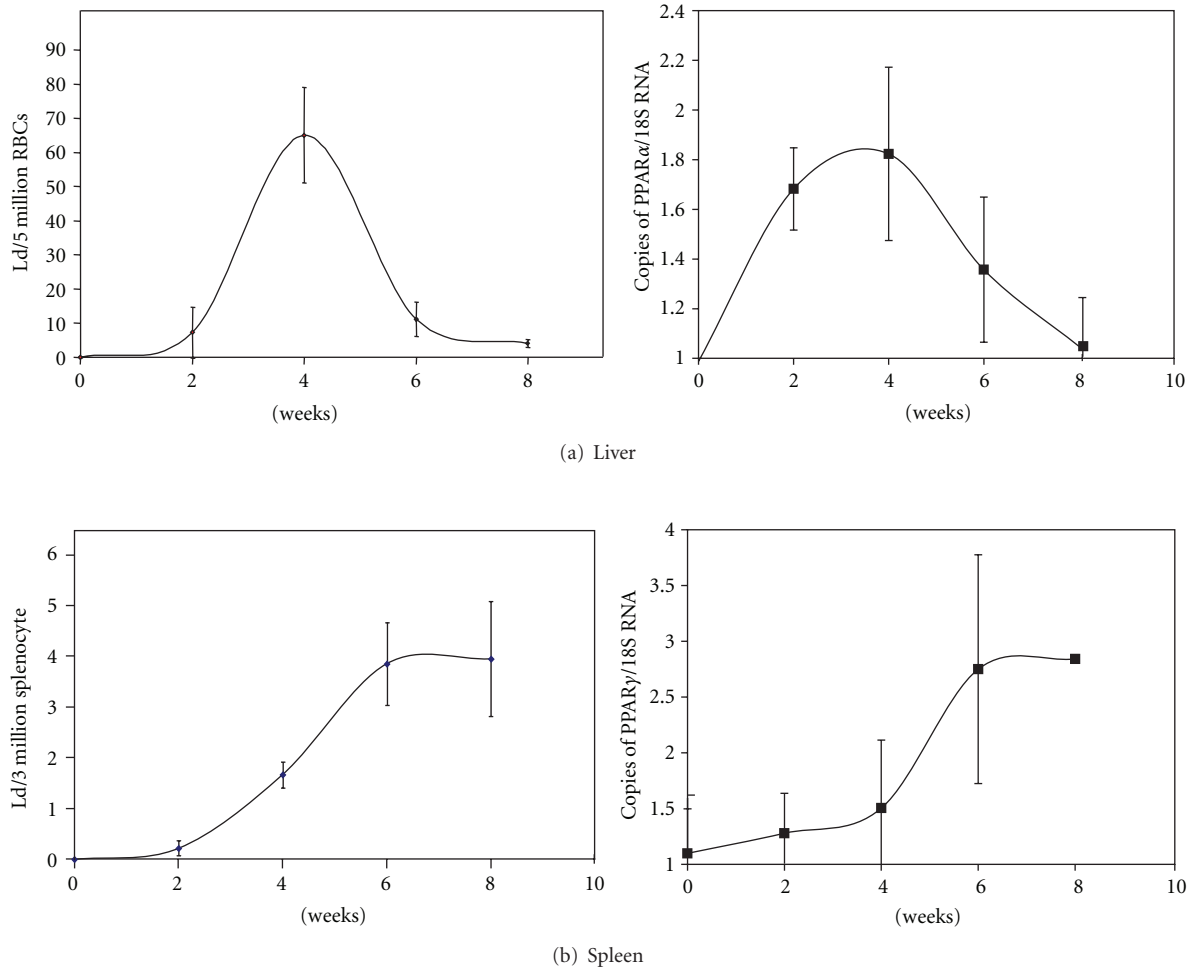 Ld/5 million RBCs
90
80
70
60
50
40
30
20
10
0
0 2 4 6 8
(weeks)
Copies of PPARα/18S RNA
2.4
2.2
2
1.8
1.6
1.4
1.2
1
0 2 4 6 8 10
(weeks)
(a) Liver
Ld/3 million splenocyte
6
5
4
3
2
1
0
0 2 4 6 8 10
(weeks)
Copies of PPARγ/18S RNA
4
3.5
3
2.5
2
1.5
1
0 2 4 6 8 10
(weeks)
(b) Spleen